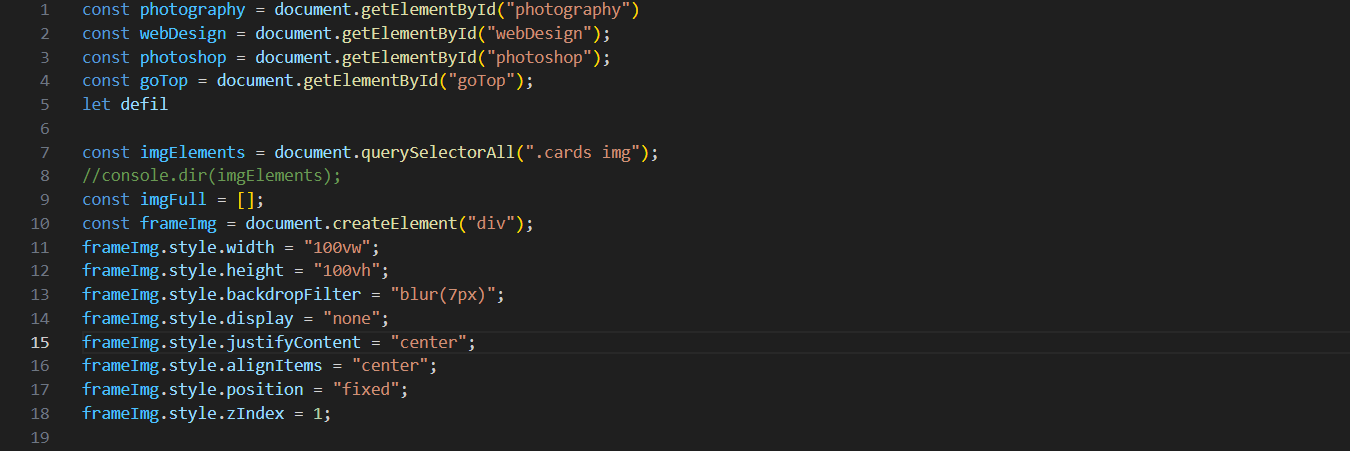 1 const photography = document.getElementById("photography")
2 const webDesign = document.getElementById("webDesign");
3 const photoshop = document.getElementById("photoshop");
4 const goTop = document.getElementById("goTop");
5 let defil
6
7 const imgElements = document.querySelectorAll(".cards img");
8 //console.dir(imgElements);
9 const imgFull = [];
10 const frameImg = document.createElement("div");
11 frameImg.style.width = "100vw";
12 frameImg.style.height = "100vh";
13 frameImg.style.backdropFilter = "blur(7px)";
14 frameImg.style.display = "none";
15 frameImg.style.justifyContent = "center";
16 frameImg.style.alignItems = "center";
17 frameImg.style.position = "fixed";
18 frameImg.style.zIndex = 1;
19